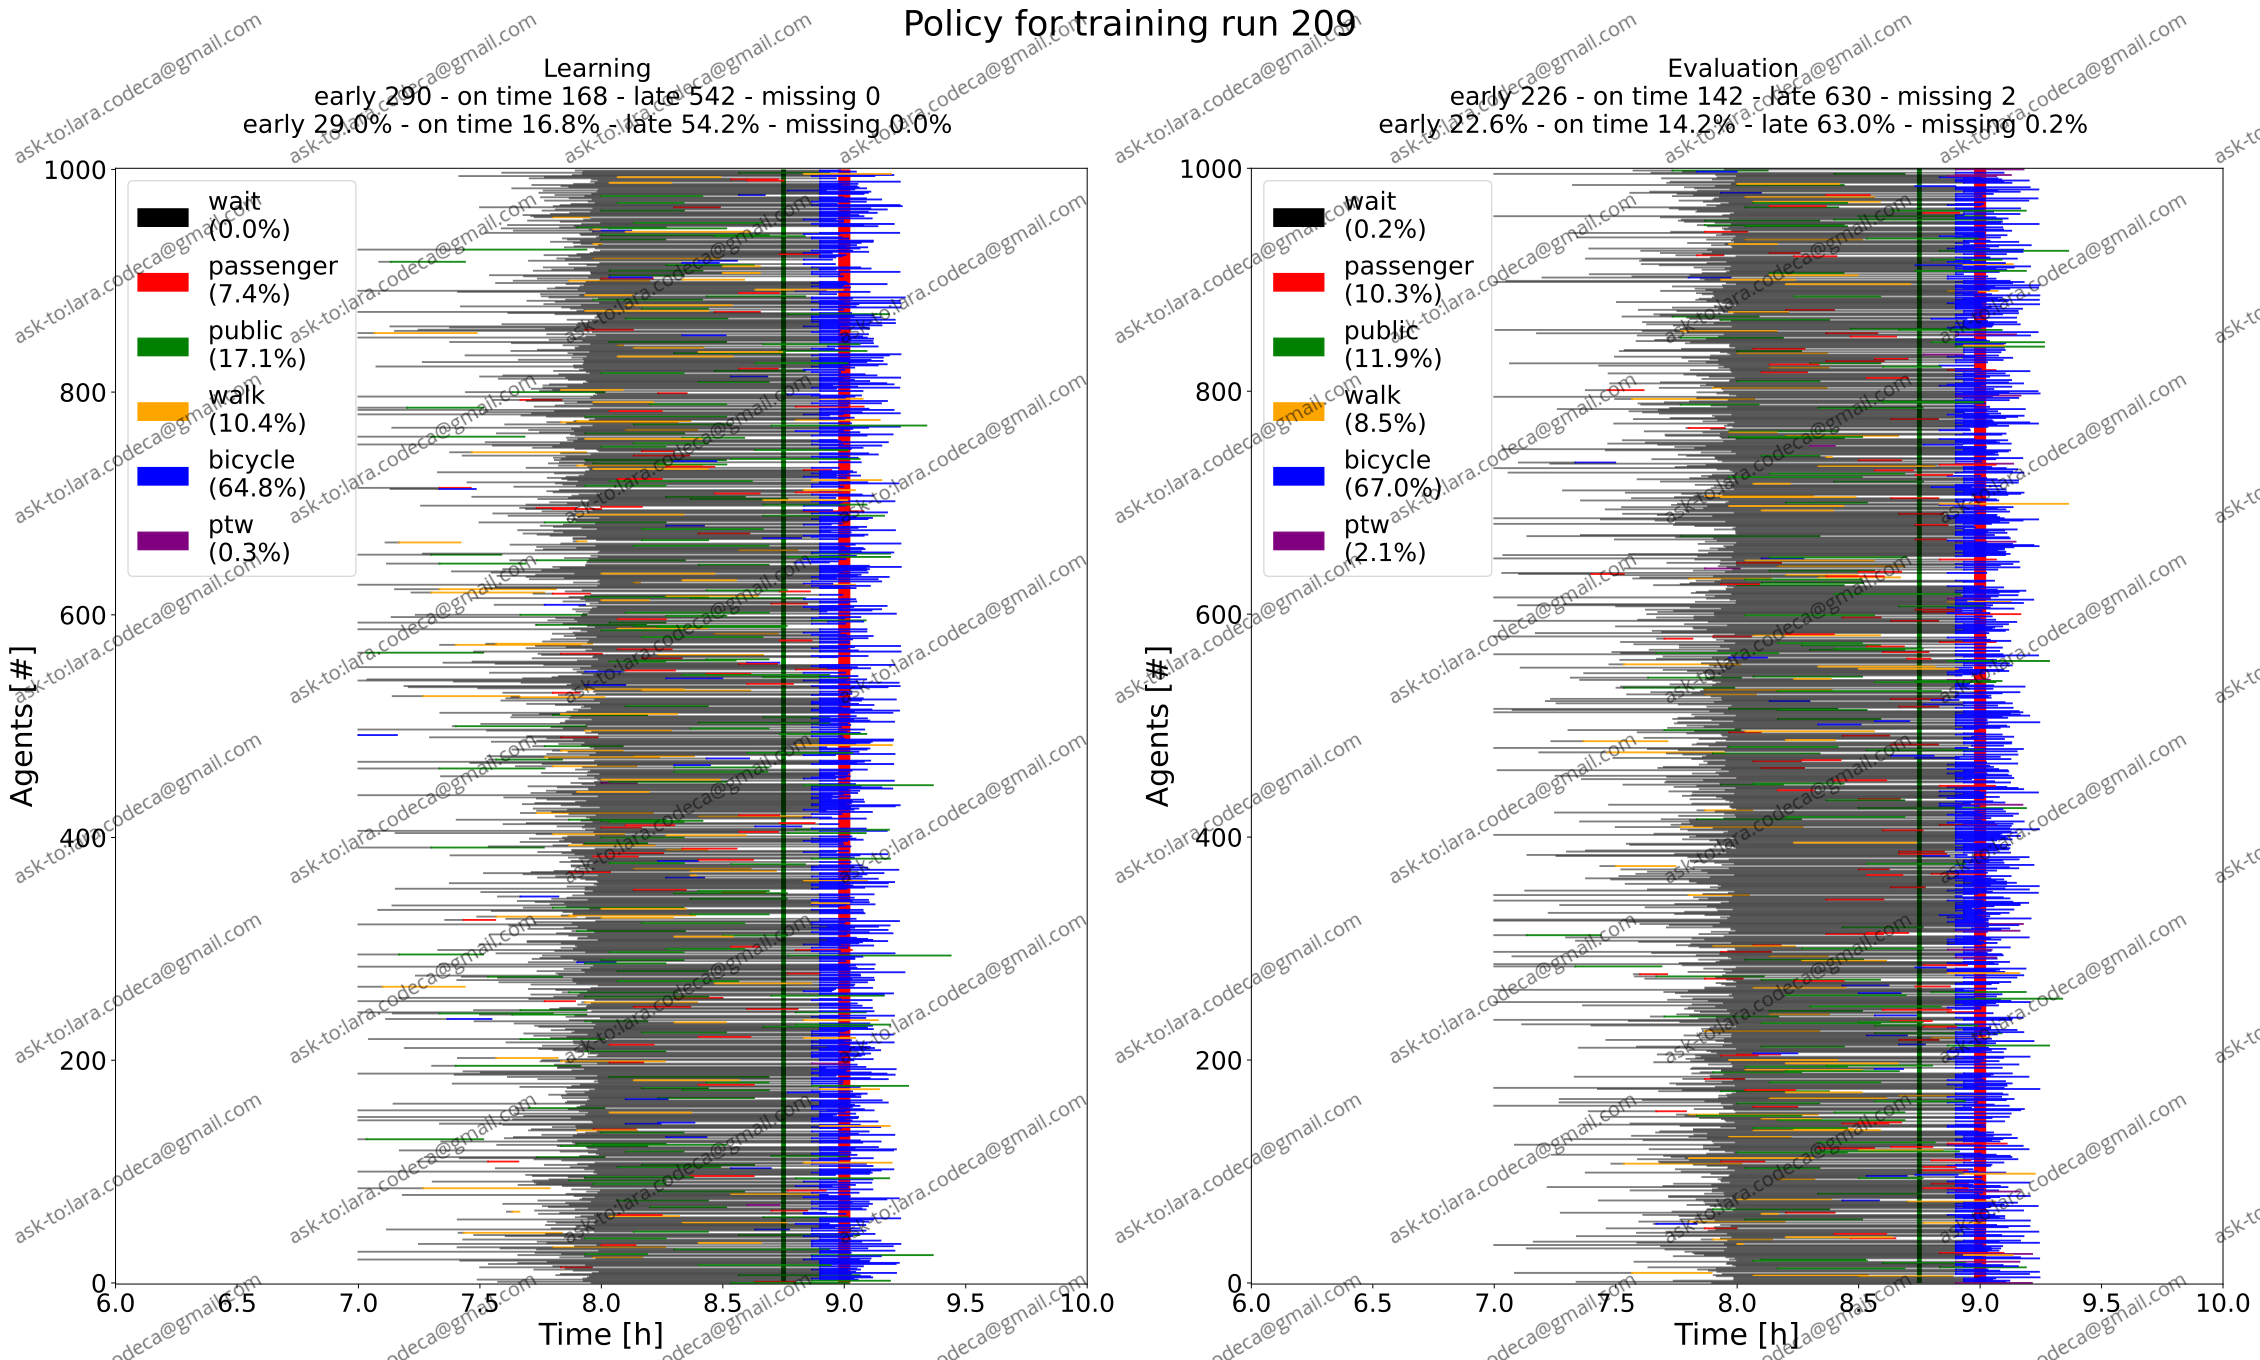 Policy for training run 209
Learning
early 290 - on time 168 - late 542 - missing 0
early 29.0% - on time 16.8% - late 54.2% - missing 0.0%
Evaluation
early 226 - on time 142 - late 630 - missing 2
early 22.6% - on time 14.2% - late 63.0% - missing 0.2%
wait
(0.0%)
passenger
(7.4%)
public
(17.1%)
walk
(10.4%)
bicycle
(64.8%)
ptw
(0.3%)
1000
800
600
400
200
0
Agents [#]
6.0 6.5 7.0 7.5 8.0 8.5 9.0 9.5 10.0
Time [h]
wait
(0.2%)
passenger
(10.3%)
public
(11.9%)
walk
(8.5%)
bicycle
(67.0%)
ptw
(2.1%)
1000
800
600
400
200
0
Agents [#]
6.0 6.5 7.0 7.5 8.0 8.5 9.0 9.5 10.0
Time [h]
ask-to:lara.codeca@gmail.com